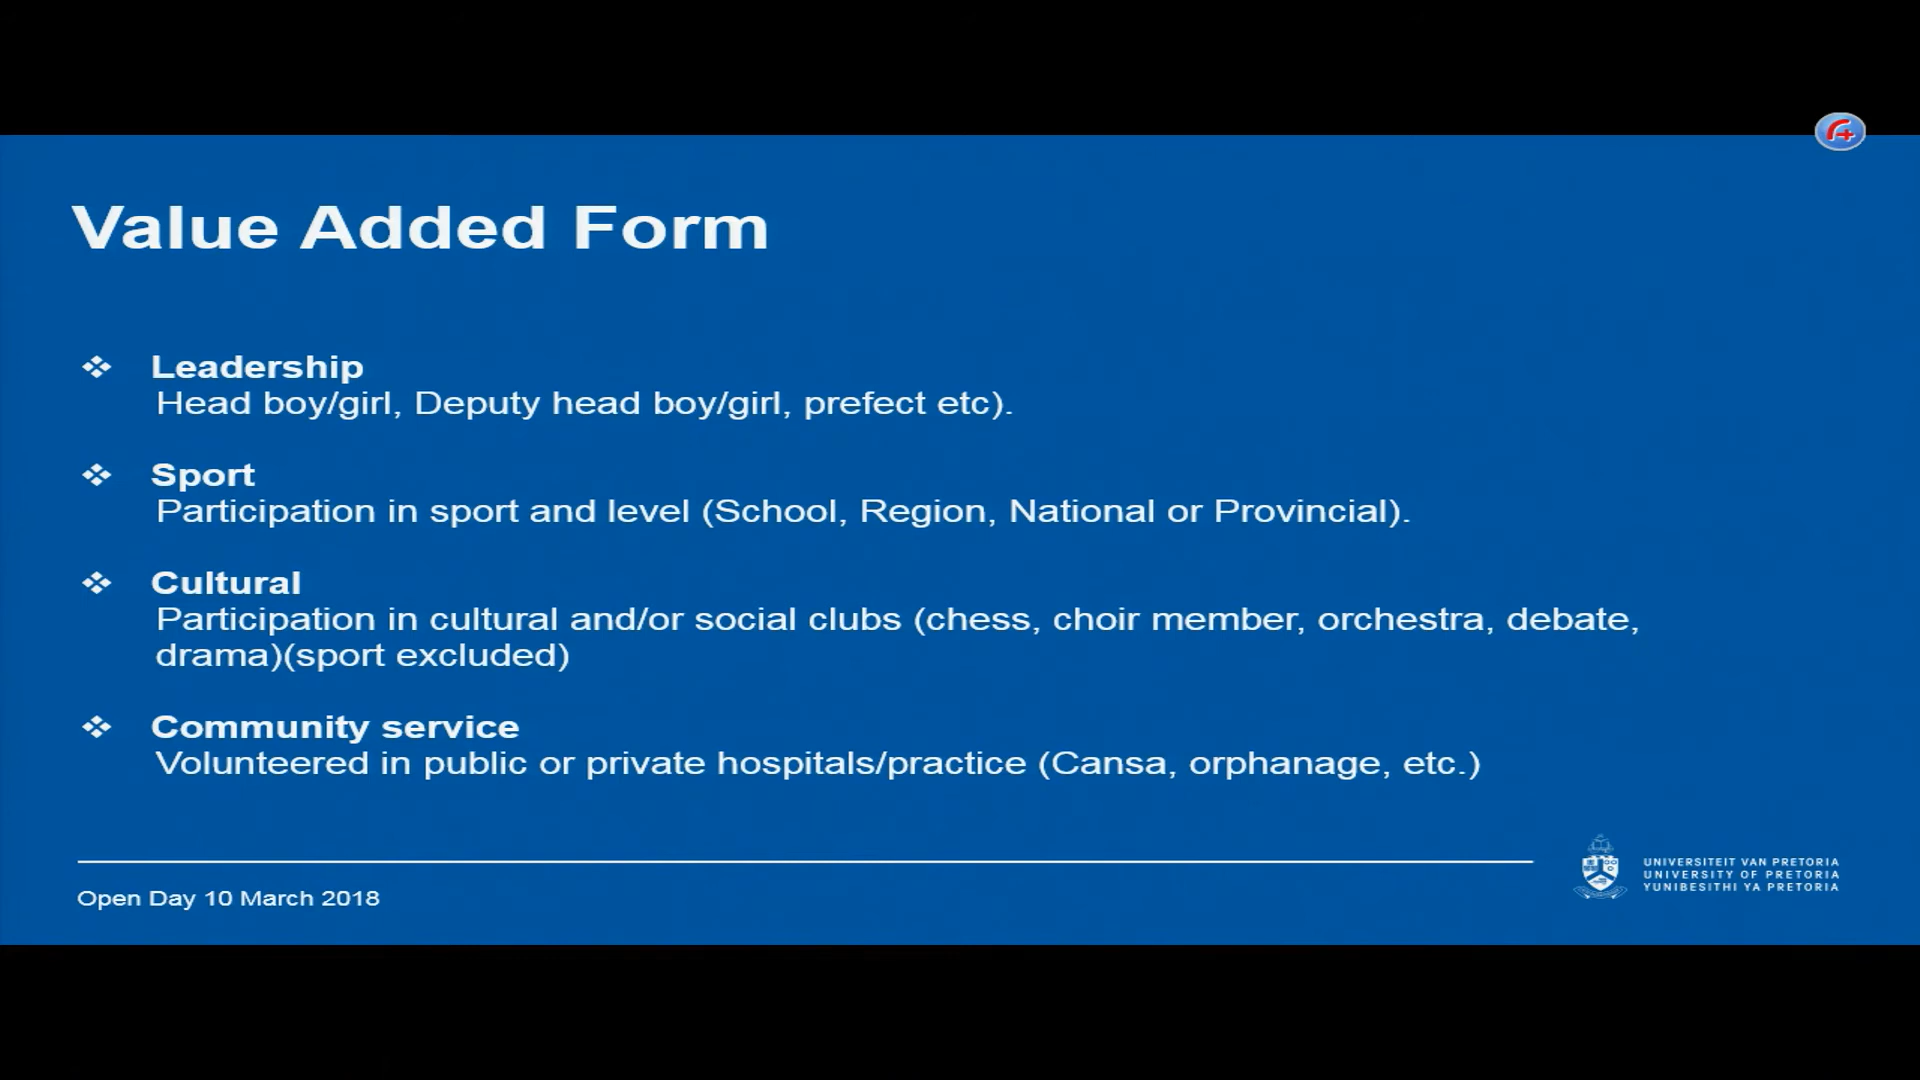 Value Added Form
❖ Leadership
Head boy/girl, Deputy head boy/girl, prefect etc).
❖ Sport
Participation in sport and level (School, Region, National or Provincial).
❖ Cultural
Participation in cultural and/or social clubs (chess, choir member, orchestra, debate,
drama)(sport excluded)
❖ Community service
Volunteered in public or private hospitals/practice (Cansa, orphanage, etc.)
Open Day 10 March 2018
UNIVERSITEIT VAN PRETORIA
UNIVERSITY OF PRETORIA
YUNIBESITHI YA PRETORIA